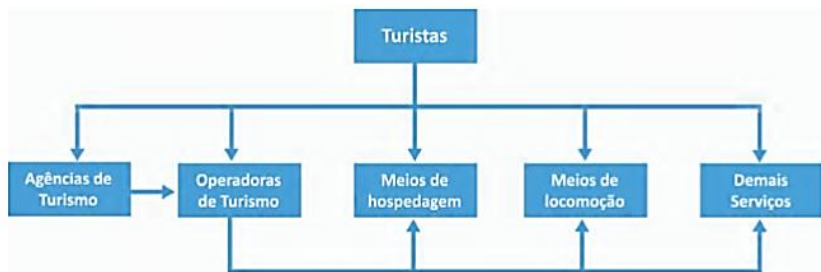 Turistas
Agências de
Turismo
Operadoras
de Turismo
Meios de
hospedagem
Meios de
locomoção
Demais
Serviços